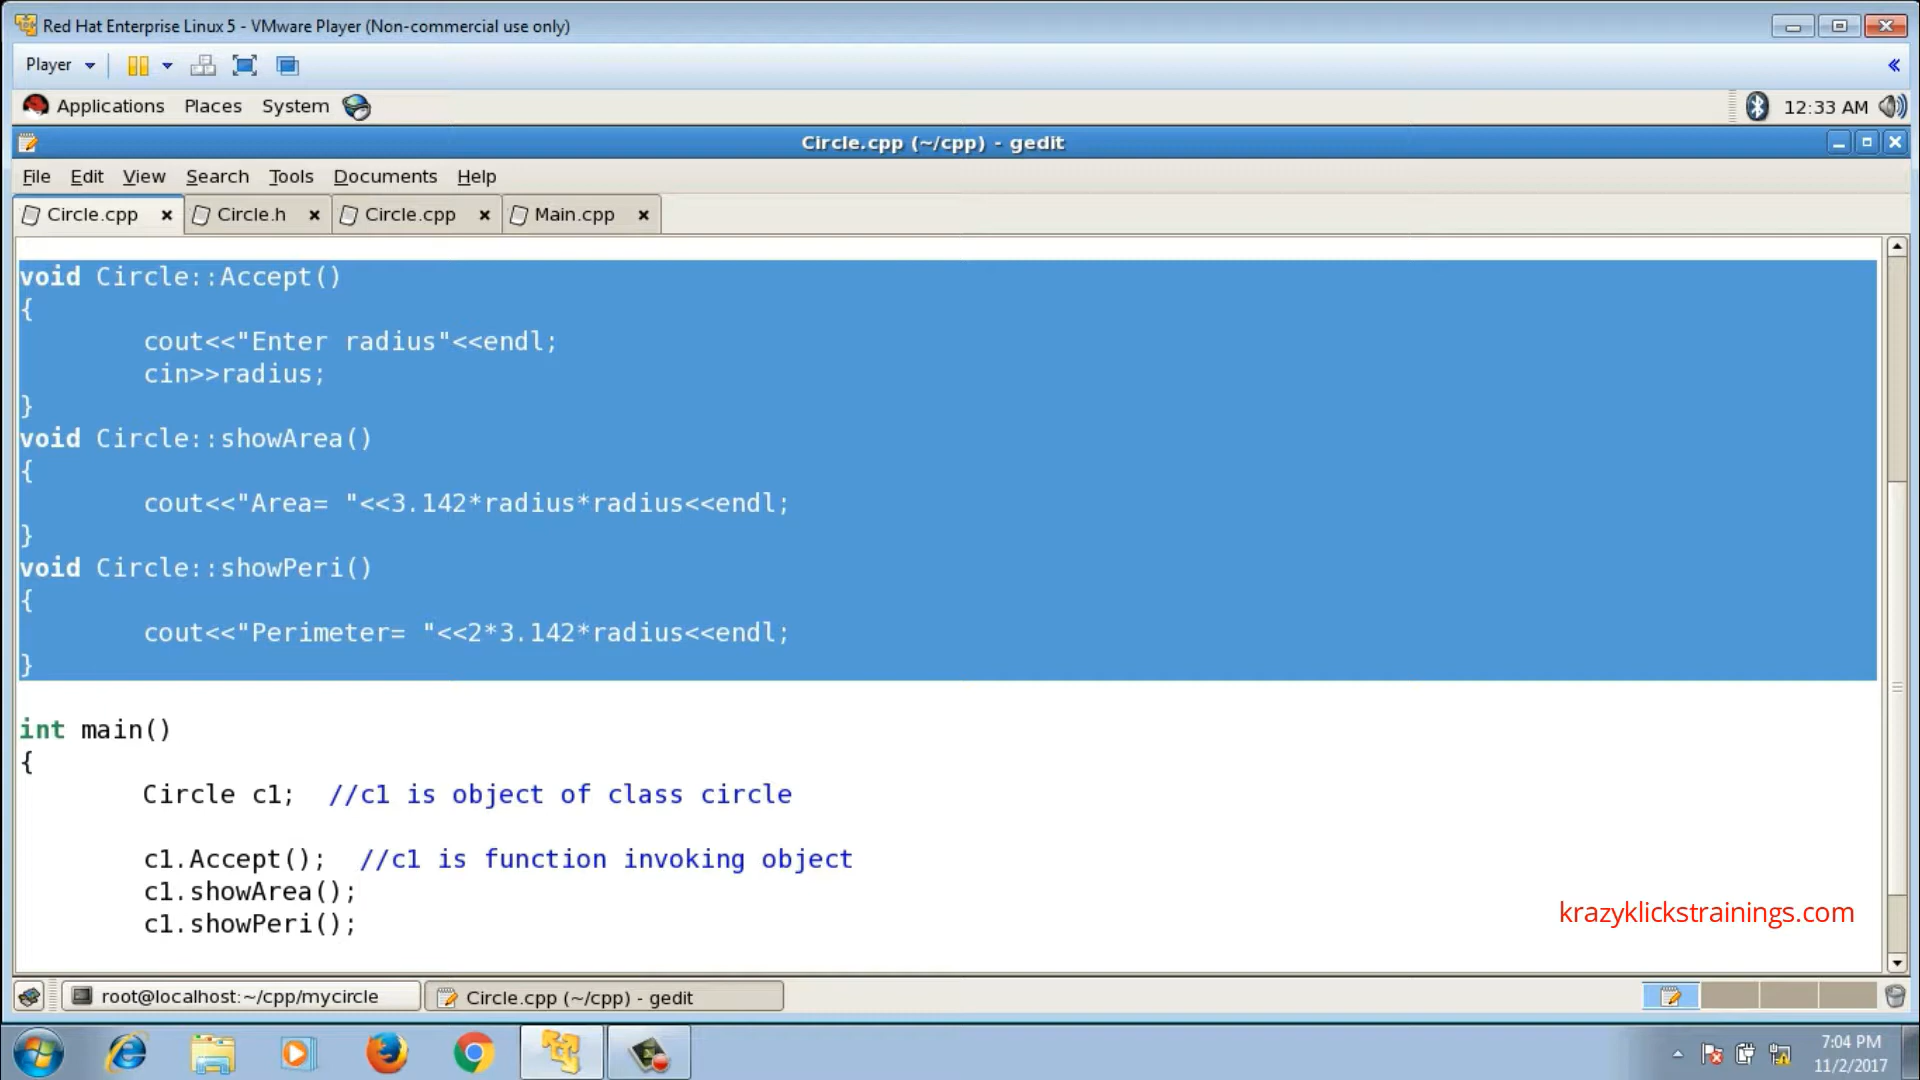 Red Hat Enterprise Linux 5 - VMware Player (Non-commercial use only)
Player
Applications Places System 12:33 AM
Circle.cpp (~/cpp) - gedit
File Edit View Search Tools Documents Help
Circle.cpp Circle.h Circle.cpp Main.cpp
void Circle::Accept()
{
cout<<"Enter radius"<<endl;
cin>>radius;
}
void Circle::showArea()
{
cout<<"Area= "<<3.142*radius*radius<<endl;
}
void Circle::showPeri()
{
cout<<"Perimeter= "<<2*3.142*radius<<endl;
}
int main()
{
Circle c1; //c1 is object of class circle
c1.Accept(); //c1 is function invoking object
c1.showArea();
c1.showPeri();
krazyklickstrainings.com
root@localhost:~/cpp/mycircle Circle.cpp (~/cpp) - gedit
7:04 PM
11/2/2017